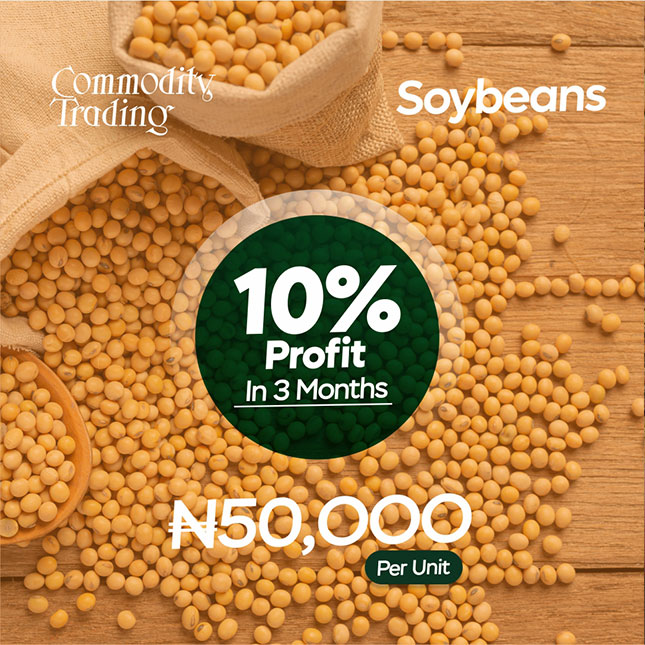 Commodity
Trading
Soybeans
10%
Profit
In 3 Months
₦50,000
Per Unit